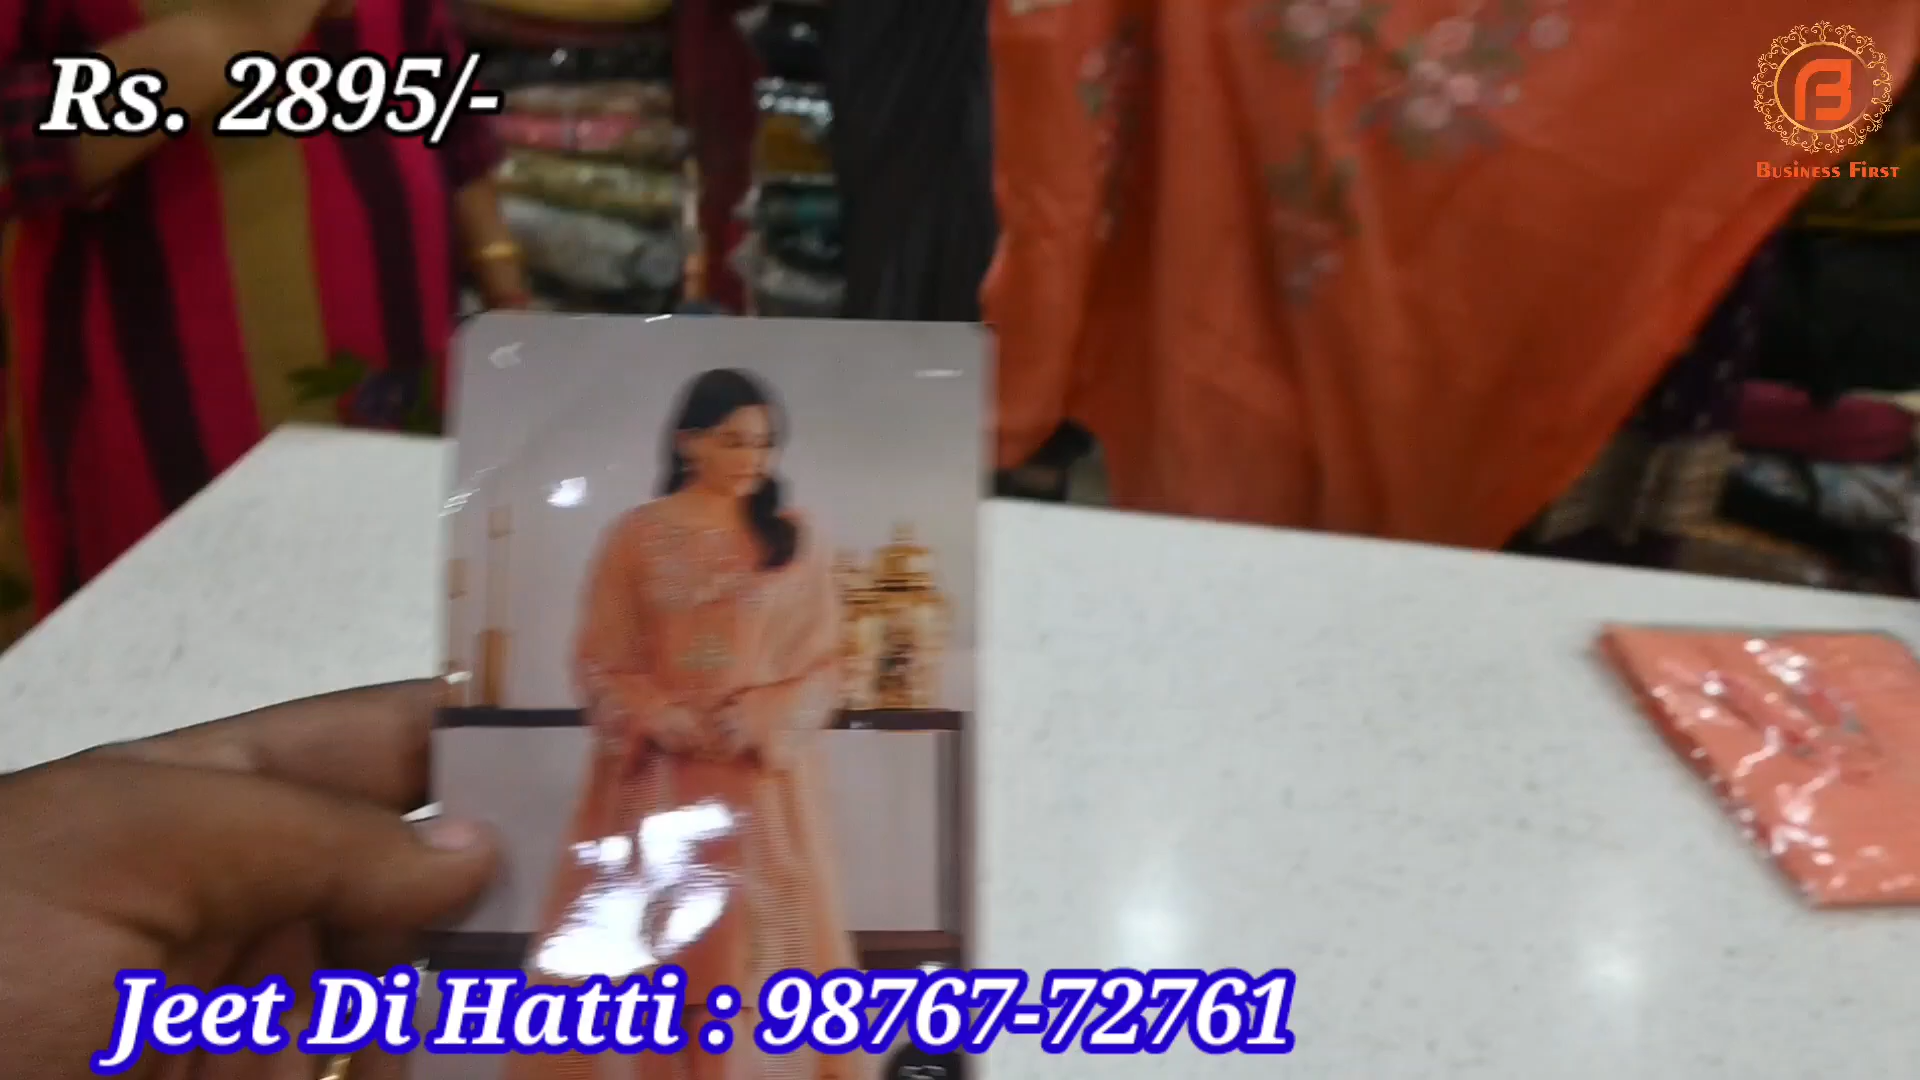 Rs. 2895/-
BUSINESS FIRST
Jeet Di Hatti : 98767-72761